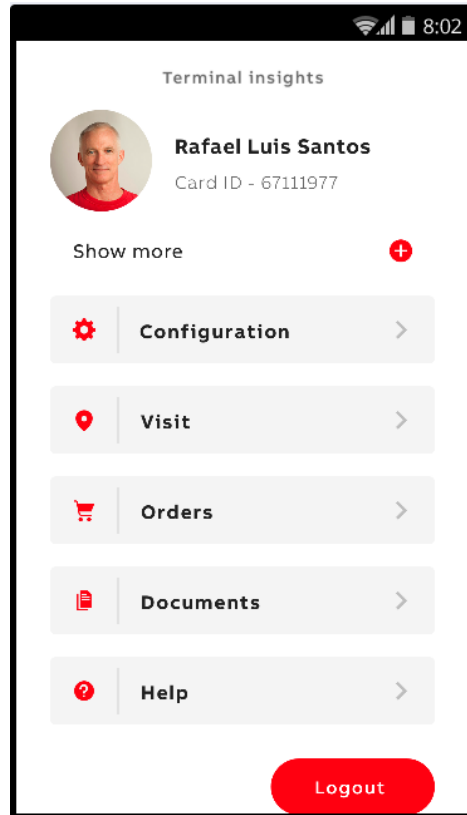 8:02
Terminal insights
Rafael Luis Santos
Card ID - 67111977
Show more
Configuration
Visit
Orders
Documents
Help
Logout